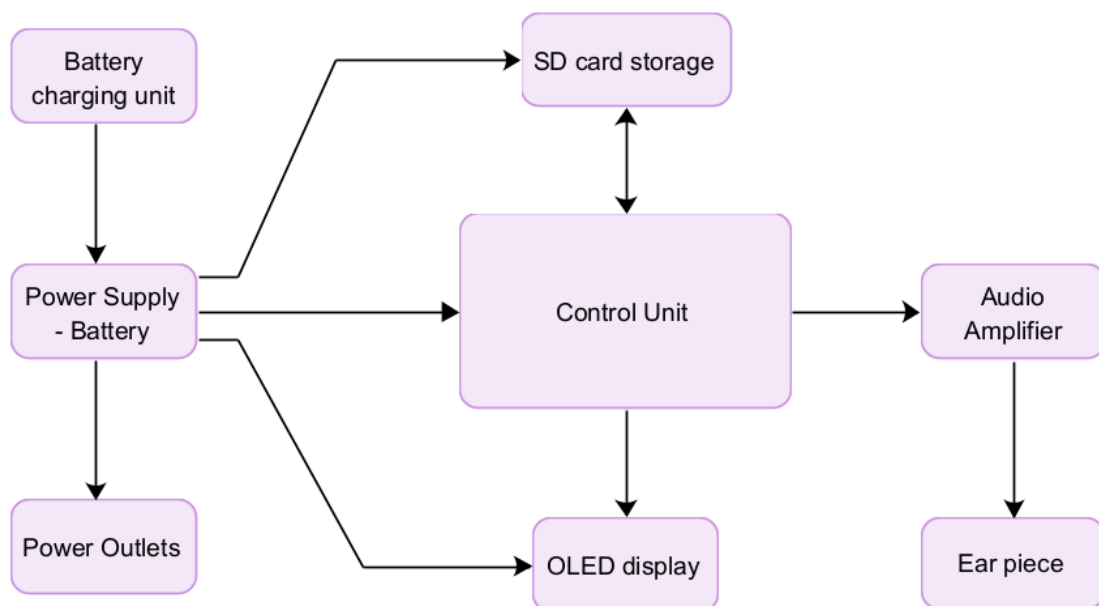 Battery
charging unit
SD card storage
Power Supply
- Battery
Control Unit
Audio
Amplifier
Power Outlets
OLED display
Ear piece